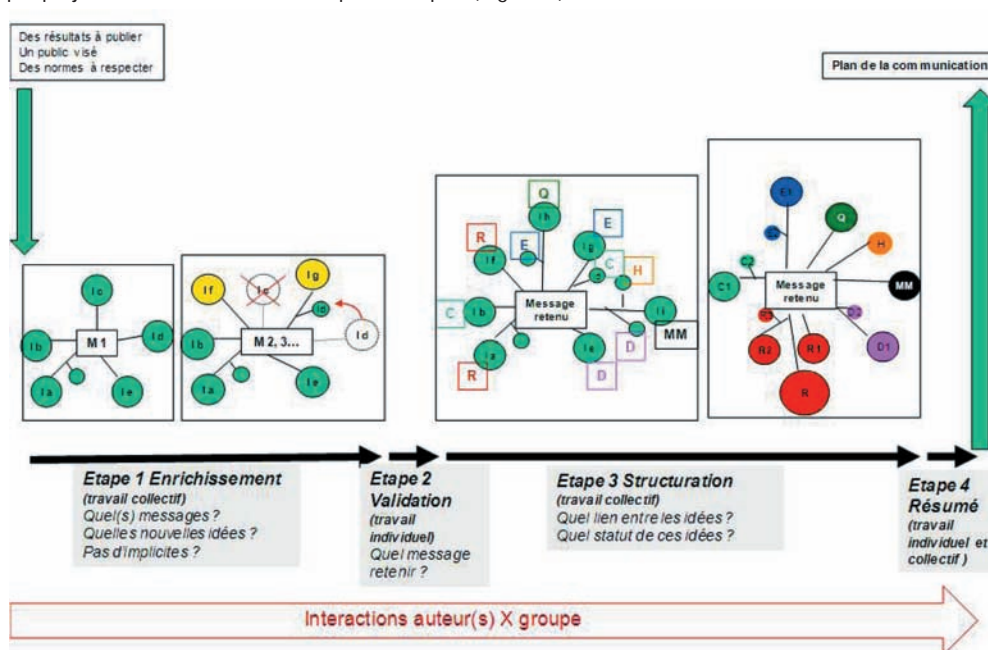 Des résultats à publier
Un public visé
Des normes à respecter
Plan de la communication
Ic
Ib
M 1
Id
Ia
Ie
If
Ic
Ig
Id
Ib
M 2, 3...
Id
Ia
Ie
Q
Ih
E
R
E
Ig
C
If
H
Message
retenu
C
Ib
Ii
MM
Ia
Ie
D
R
D
E1
Q
H
C2
C1
Message
retenu
MM
D2
R2
R1
D1
R
Etape 1 Enrichissement
(travail collectif)
Quel(s) messages ?
Quelles nouvelles idées ?
Pas d'implicites ?
Etape 2
Validation
(travail
individuel)
Quel message
retenir ?
Etape 3 Structuration
(travail collectif)
Quel lien entre les idées ?
Quel statut de ces idées ?
Etape 4
Résumé
(travail
individuel et
collectif )
Interactions auteur(s) X groupe